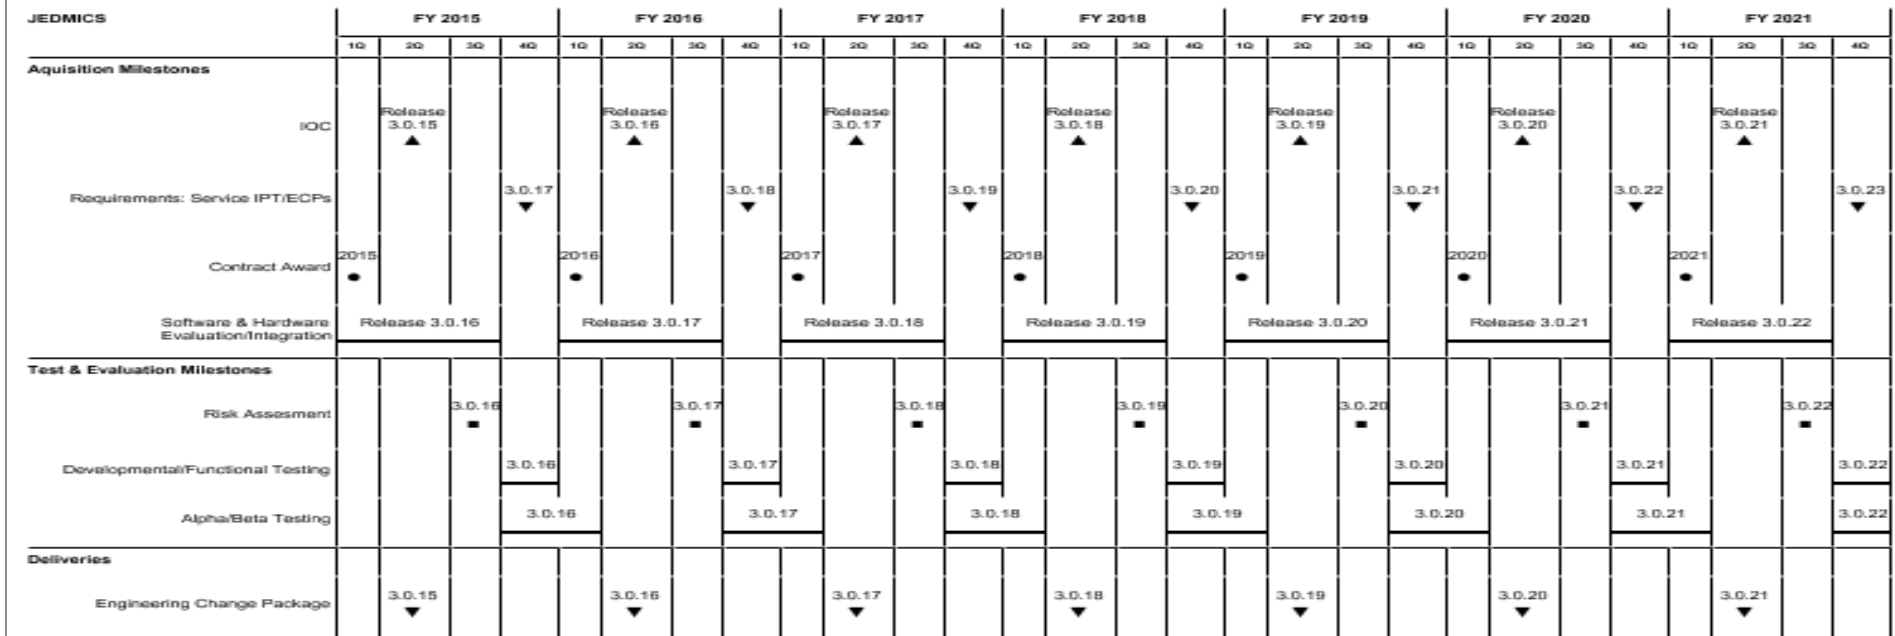 JEDMICS FY 2015 FY 2016 FY 2017 FY 2018 FY 2019 FY 2020 FY 2021
1Q 2Q 3Q 4Q 1Q 2Q 3Q 4Q 1Q 2Q 3Q 4Q 1Q 2Q 3Q 4Q 1Q 2Q 3Q 4Q 1Q 2Q 3Q 4Q 1Q 2Q 3Q 4Q
Aquisition Milestones
Release Release Release Release Release Release Release
IOC 3.0.15 3.0.16 3.0.17 3.0.18 3.0.19 3.0.20 3.0.21
Requirements: Service IPT/ECPs 3.0.17 3.0.18 3.0.19 3.0.20 3.0.21 3.0.22 3.0.23
Contract Award 2015 2016 2017 2018 2019 2020 2021
Software & Hardware Release 3.0.16 Release 3.0.17 Release 3.0.18 Release 3.0.19 Release 3.0.20 Release 3.0.21 Release 3.0.22
Evaluation/Integration
Test & Evaluation Milestones
Risk Assesment 3.0.16 3.0.17 3.0.18 3.0.19 3.0.20 3.0.21 3.0.22
Developmental/Functional Testing 3.0.16 3.0.17 3.0.18 3.0.19 3.0.20 3.0.21 3.0.22
Alpha/Beta Testing 3.0.16 3.0.17 3.0.18 3.0.19 3.0.20 3.0.21 3.0.22
Deliveries
Engineering Change Package 3.0.15 3.0.16 3.0.17 3.0.18 3.0.19 3.0.20 3.0.21